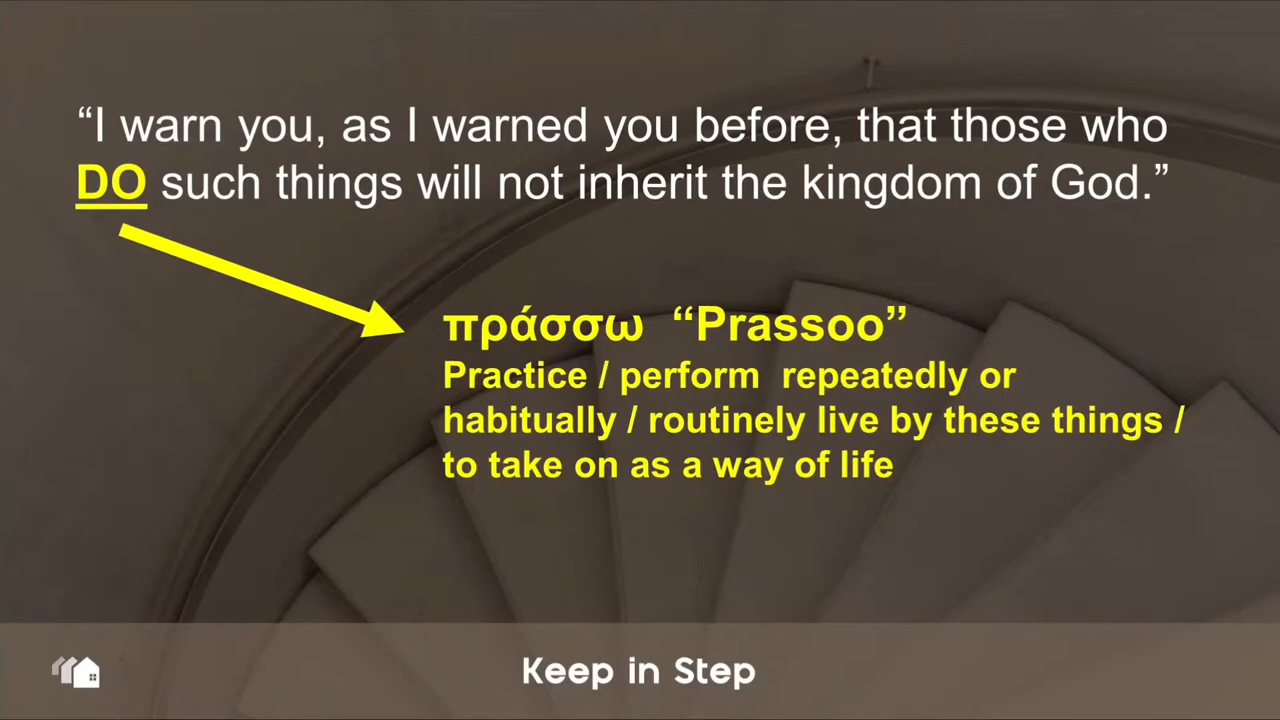 “I warn you, as I warned you before, that those who
DO such things will not inherit the kingdom of God.”
πράσσω “Prassoo”
Practice / perform repeatedly or
habitually / routinely live by these things /
to take on as a way of life
Keep in Step